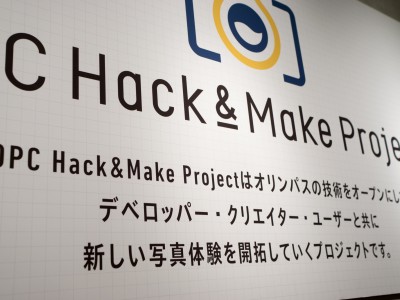 C Hack & Make Proje
OPC Hack&Make Projectはオリンパスの技術をオープンにし
デベロッパー・クリエイター・ユーザーと共に
新しい写真体験を開拓していくプロジェクトです。